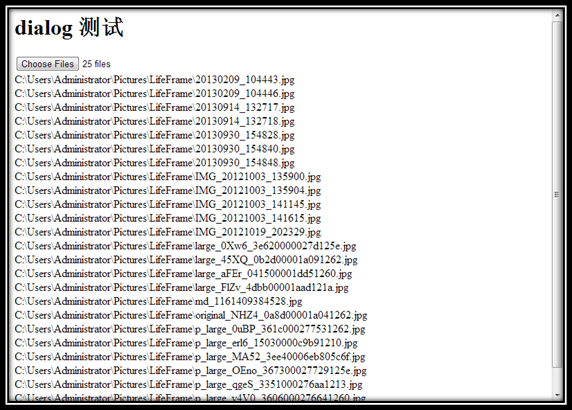 dialog 测试
Choose Files 25 files
C:\Users\Administrator\Pictures\LifeFrame\20130209_104443.jpg
C:\Users\Administrator\Pictures\LifeFrame\20130209_104446.jpg
C:\Users\Administrator\Pictures\LifeFrame\20130914_132717.jpg
C:\Users\Administrator\Pictures\LifeFrame\20130914_132718.jpg
C:\Users\Administrator\Pictures\LifeFrame\20130930_154828.jpg
C:\Users\Administrator\Pictures\LifeFrame\20130930_154840.jpg
C:\Users\Administrator\Pictures\LifeFrame\20130930_154848.jpg
C:\Users\Administrator\Pictures\LifeFrame\IMG_20121003_135900.jpg
C:\Users\Administrator\Pictures\LifeFrame\IMG_20121003_135904.jpg
C:\Users\Administrator\Pictures\LifeFrame\IMG_20121003_141145.jpg
C:\Users\Administrator\Pictures\LifeFrame\IMG_20121003_141615.jpg
C:\Users\Administrator\Pictures\LifeFrame\IMG_20121019_202329.jpg
C:\Users\Administrator\Pictures\LifeFrame\large_0Xw6_3e620000027d125e.jpg
C:\Users\Administrator\Pictures\LifeFrame\large_45XQ_0b2d00001a091262.jpg
C:\Users\Administrator\Pictures\LifeFrame\large_aFEr_041500001dd51260.jpg
C:\Users\Administrator\Pictures\LifeFrame\large_FlZv_4dbb00001aad121a.jpg
C:\Users\Administrator\Pictures\LifeFrame\md_1161409384528.jpg
C:\Users\Administrator\Pictures\LifeFrame\original_NHZ4_0a8d00001a041262.jpg
C:\Users\Administrator\Pictures\LifeFrame\p_large_0uBP_361c000277531262.jpg
C:\Users\Administrator\Pictures\LifeFrame\p_large_erl6_15030000c9b91210.jpg
C:\Users\Administrator\Pictures\LifeFrame\p_large_MA52_3ee40006eb805c6f.jpg
C:\Users\Administrator\Pictures\LifeFrame\p_large_OEno_367300027729125e.jpg
C:\Users\Administrator\Pictures\LifeFrame\p_large_qgeS_3351000276aa1213.jpg
C:\Users\Administrator\Pictures\LifeFrame\p_large_v4V0_3606000276641260.jpg